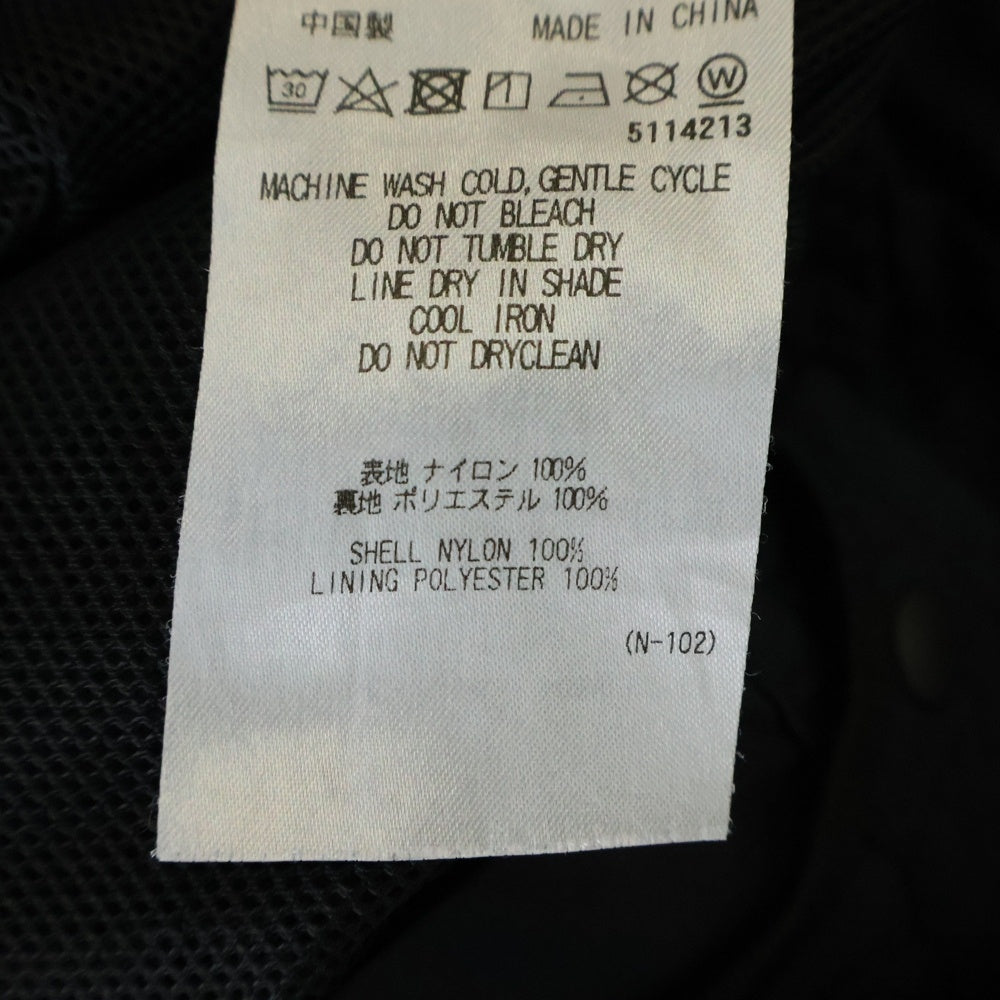 中国製 MADE IN CHINA
30 W
5114213
MACHINE WASH COLD, GENTLE CYCLE
DO NOT BLEACH
DO NOT TUMBLE DRY
LINE DRY IN SHADE
COOL IRON
DO NOT DRYCLEAN
表地 ナイロン 100%
裏地 ポリエステル 100%
SHELL NYLON 100%
LINING POLYESTER 100%
(N-102)